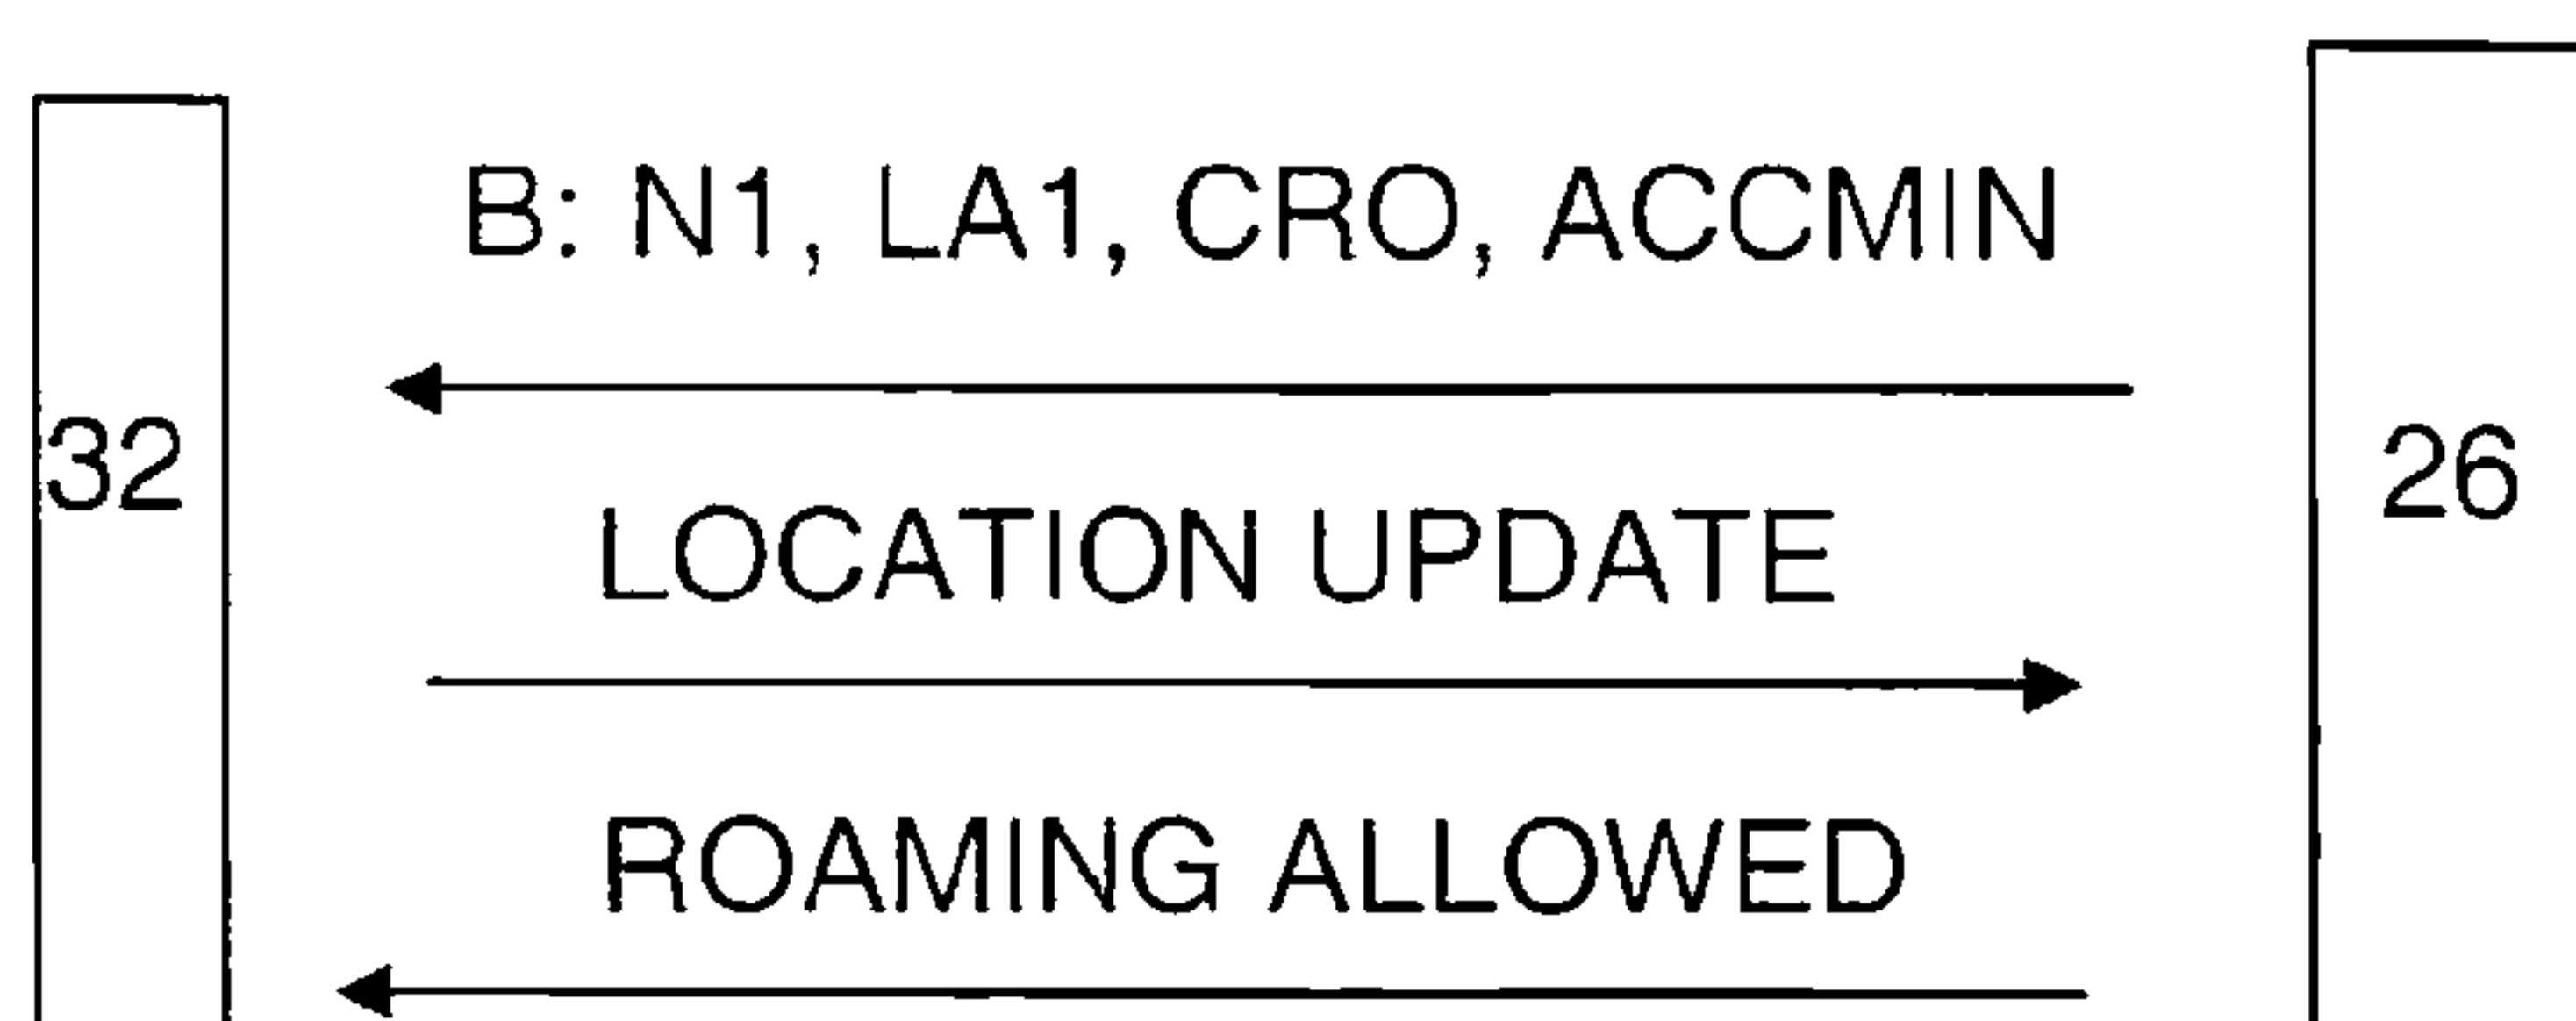 B: N1, LA1, CRO, ACCMIN
32
26
LOCATION UPDATE
ROAMING ALLOWED